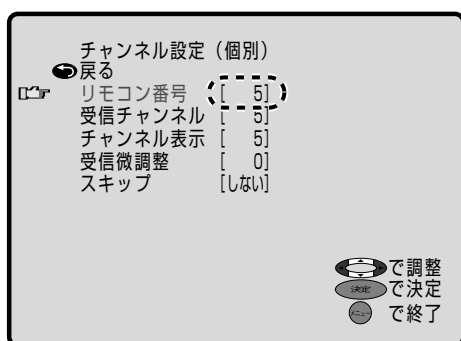 チャンネル設定（個別）
戻る
リモコン番号 [ 5]
受信チャンネル [ 5]
チャンネル表示 [ 5]
受信微調整 [ 0]
スキップ [しない]
で調整
決定 で決定
メニュー で終了